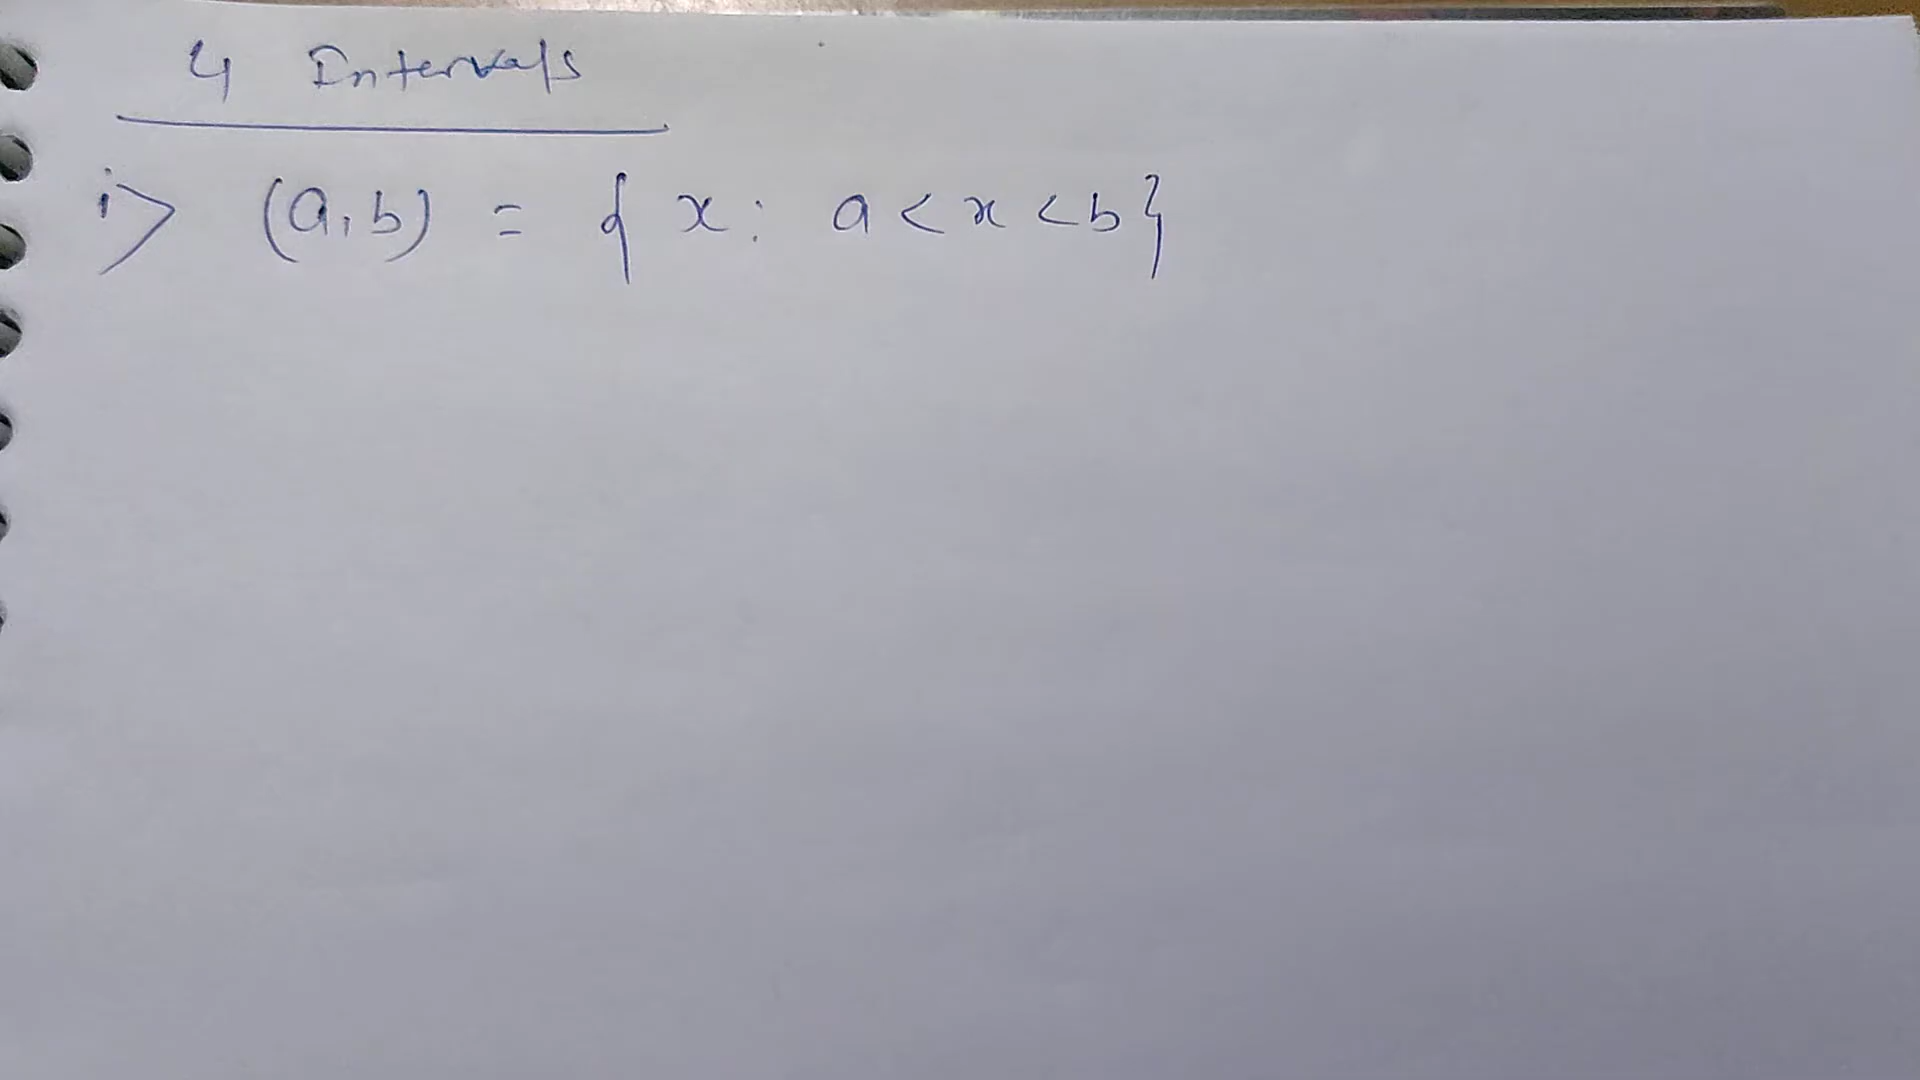 4 Intervals
i> (a,b) = { x: a<x<b}